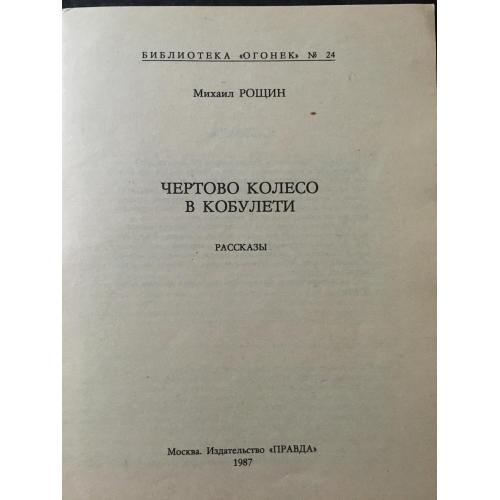 БИБЛИОТЕКА «ОГОНЕК» № 24
Михаил РОЩИН
ЧЕРТОВО КОЛЕСО
В КОБУЛЕТИ
РАССКАЗЫ
Москва. Издательство «ПРАВДА»
1987